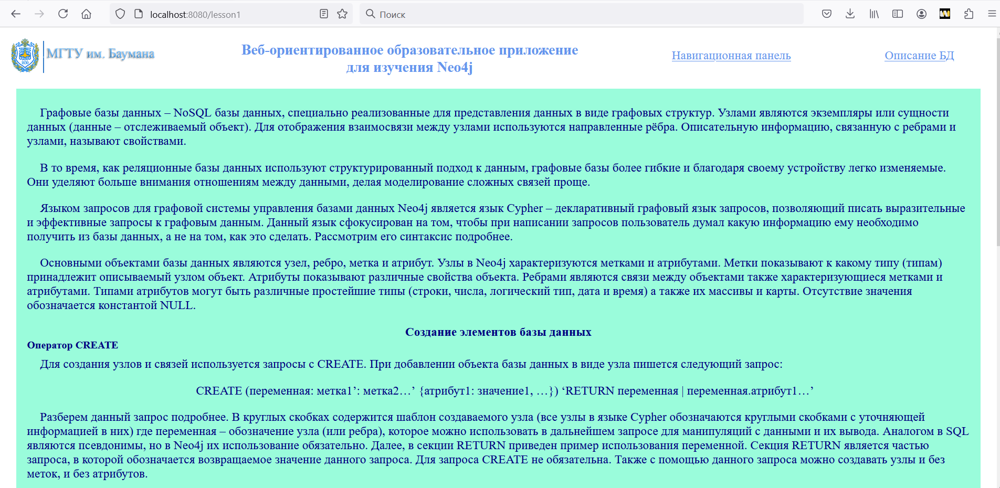 localhost:8080/lesson1
Поиск
МГТУ им. Баумана
1830
Веб-ориентированное образовательное приложение
для изучения Neo4j
Навигационная панель
Описание БД
Графовые базы данных – NoSQL базы данных, специально реализованные для представления данных в виде графовых структур. Узлами являются экземпляры или сущности
данных (данные – отслеживаемый объект). Для отображения взаимосвязи между узлами используются направленные рёбра. Описательную информацию, связанную с ребрами и
узлами, называют свойствами.
В то время, как реляционные базы данных используют структурированный подход к данным, графовые базы более гибкие и благодаря своему устройству легко изменяемые.
Они уделяют больше внимания отношениям между данными, делая моделирование сложных связей проще.
Языком запросов для графовой системы управления базами данных Neo4j является язык Cypher – декларативный графовый язык запросов, позволяющий писать выразительные
и эффективные запросы к графовым данным. Данный язык сфокусирован на том, чтобы при написании запросов пользователь думал какую информацию ему необходимо
получить из базы данных, а не на том, как это сделать. Рассмотрим его синтаксис подробнее.
Основными объектами базы данных являются узел, ребро, метка и атрибут. Узлы в Neo4j характеризуются метками и атрибутами. Метки показывают к какому типу (типам)
принадлежит описываемый узлом объект. Атрибуты показывают различные свойства объекта. Ребрами являются связи между объектами также характеризующиеся метками и
атрибутами. Типами атрибутов могут быть различные простейшие типы (строки, числа, логический тип, дата и время) а также их массивы и карты. Отсутствие значения
обозначается константой NULL.
Создание элементов базы данных
Оператор CREATE
Для создания узлов и связей используется запросы с CREATE. При добавлении объекта базы данных в виде узла пишется следующий запрос:
CREATE (переменная: метка1’: метка2…’ {атрибут1: значение1, …}) ‘RETURN переменная | переменная.атрибут1…’
Разберем данный запрос подробнее. В круглых скобках содержится шаблон создаваемого узла (все узлы в языке Cypher обозначаются круглыми скобками с уточняющей
информацией в них) где переменная – обозначение узла (или ребра), которое можно использовать в дальнейшем запросе для манипуляций с данными и их вывода. Аналогом в SQL
являются псевдонимы, но в Neo4j их использование обязательно. Далее, в секции RETURN приведен пример использования переменной. Секция RETURN является частью
запроса, в которой обозначается возвращаемое значение данного запроса. Для запроса CREATE не обязательна. Также с помощью данного запроса можно создавать узлы и без
меток, и без атрибутов.